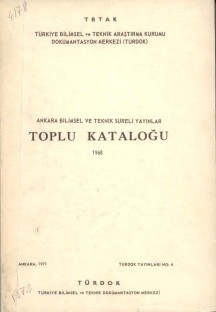 4178
TBTAK
TÜRKİYE BİLİMSEL ve TEKNİK ARAŞTIRMA KURUMU
DOKÜMANTASYON MERKEZİ (TÜRDOK)
ANKARA BİLİMSEL VE TEKNİK SÜRELİ YAYINLAR
TOPLU KATALOĞU
1968
ANKARA, 1971
TÜRDOK YAYINLARI NO: 6
TÜRDOK
TÜRKİYE BİLİMSEL ve TEKNİK DOKÜMANTASYON MERKEZİ